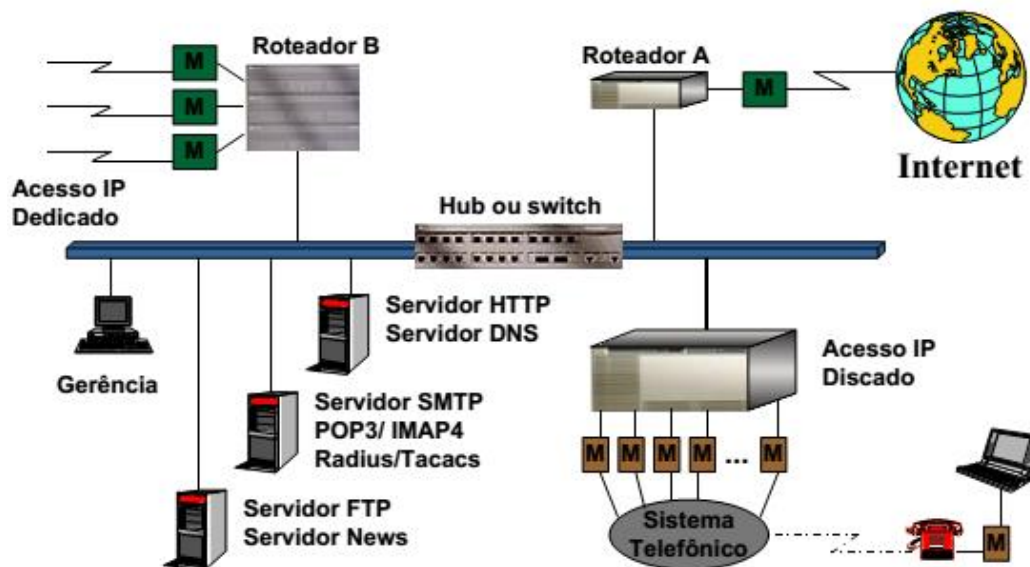 Roteador B
Roteador A
M
M
M
M
Internet
Acesso IP
Dedicado
Hub ou switch
Servidor HTTP
Servidor DNS
Gerência
Acesso IP
Discado
Servidor SMTP
POP3/ IMAP4
Radius/Tacacs
M
M
M
M
...
M
Servidor FTP
Servidor News
Sistema
Telefônico
M